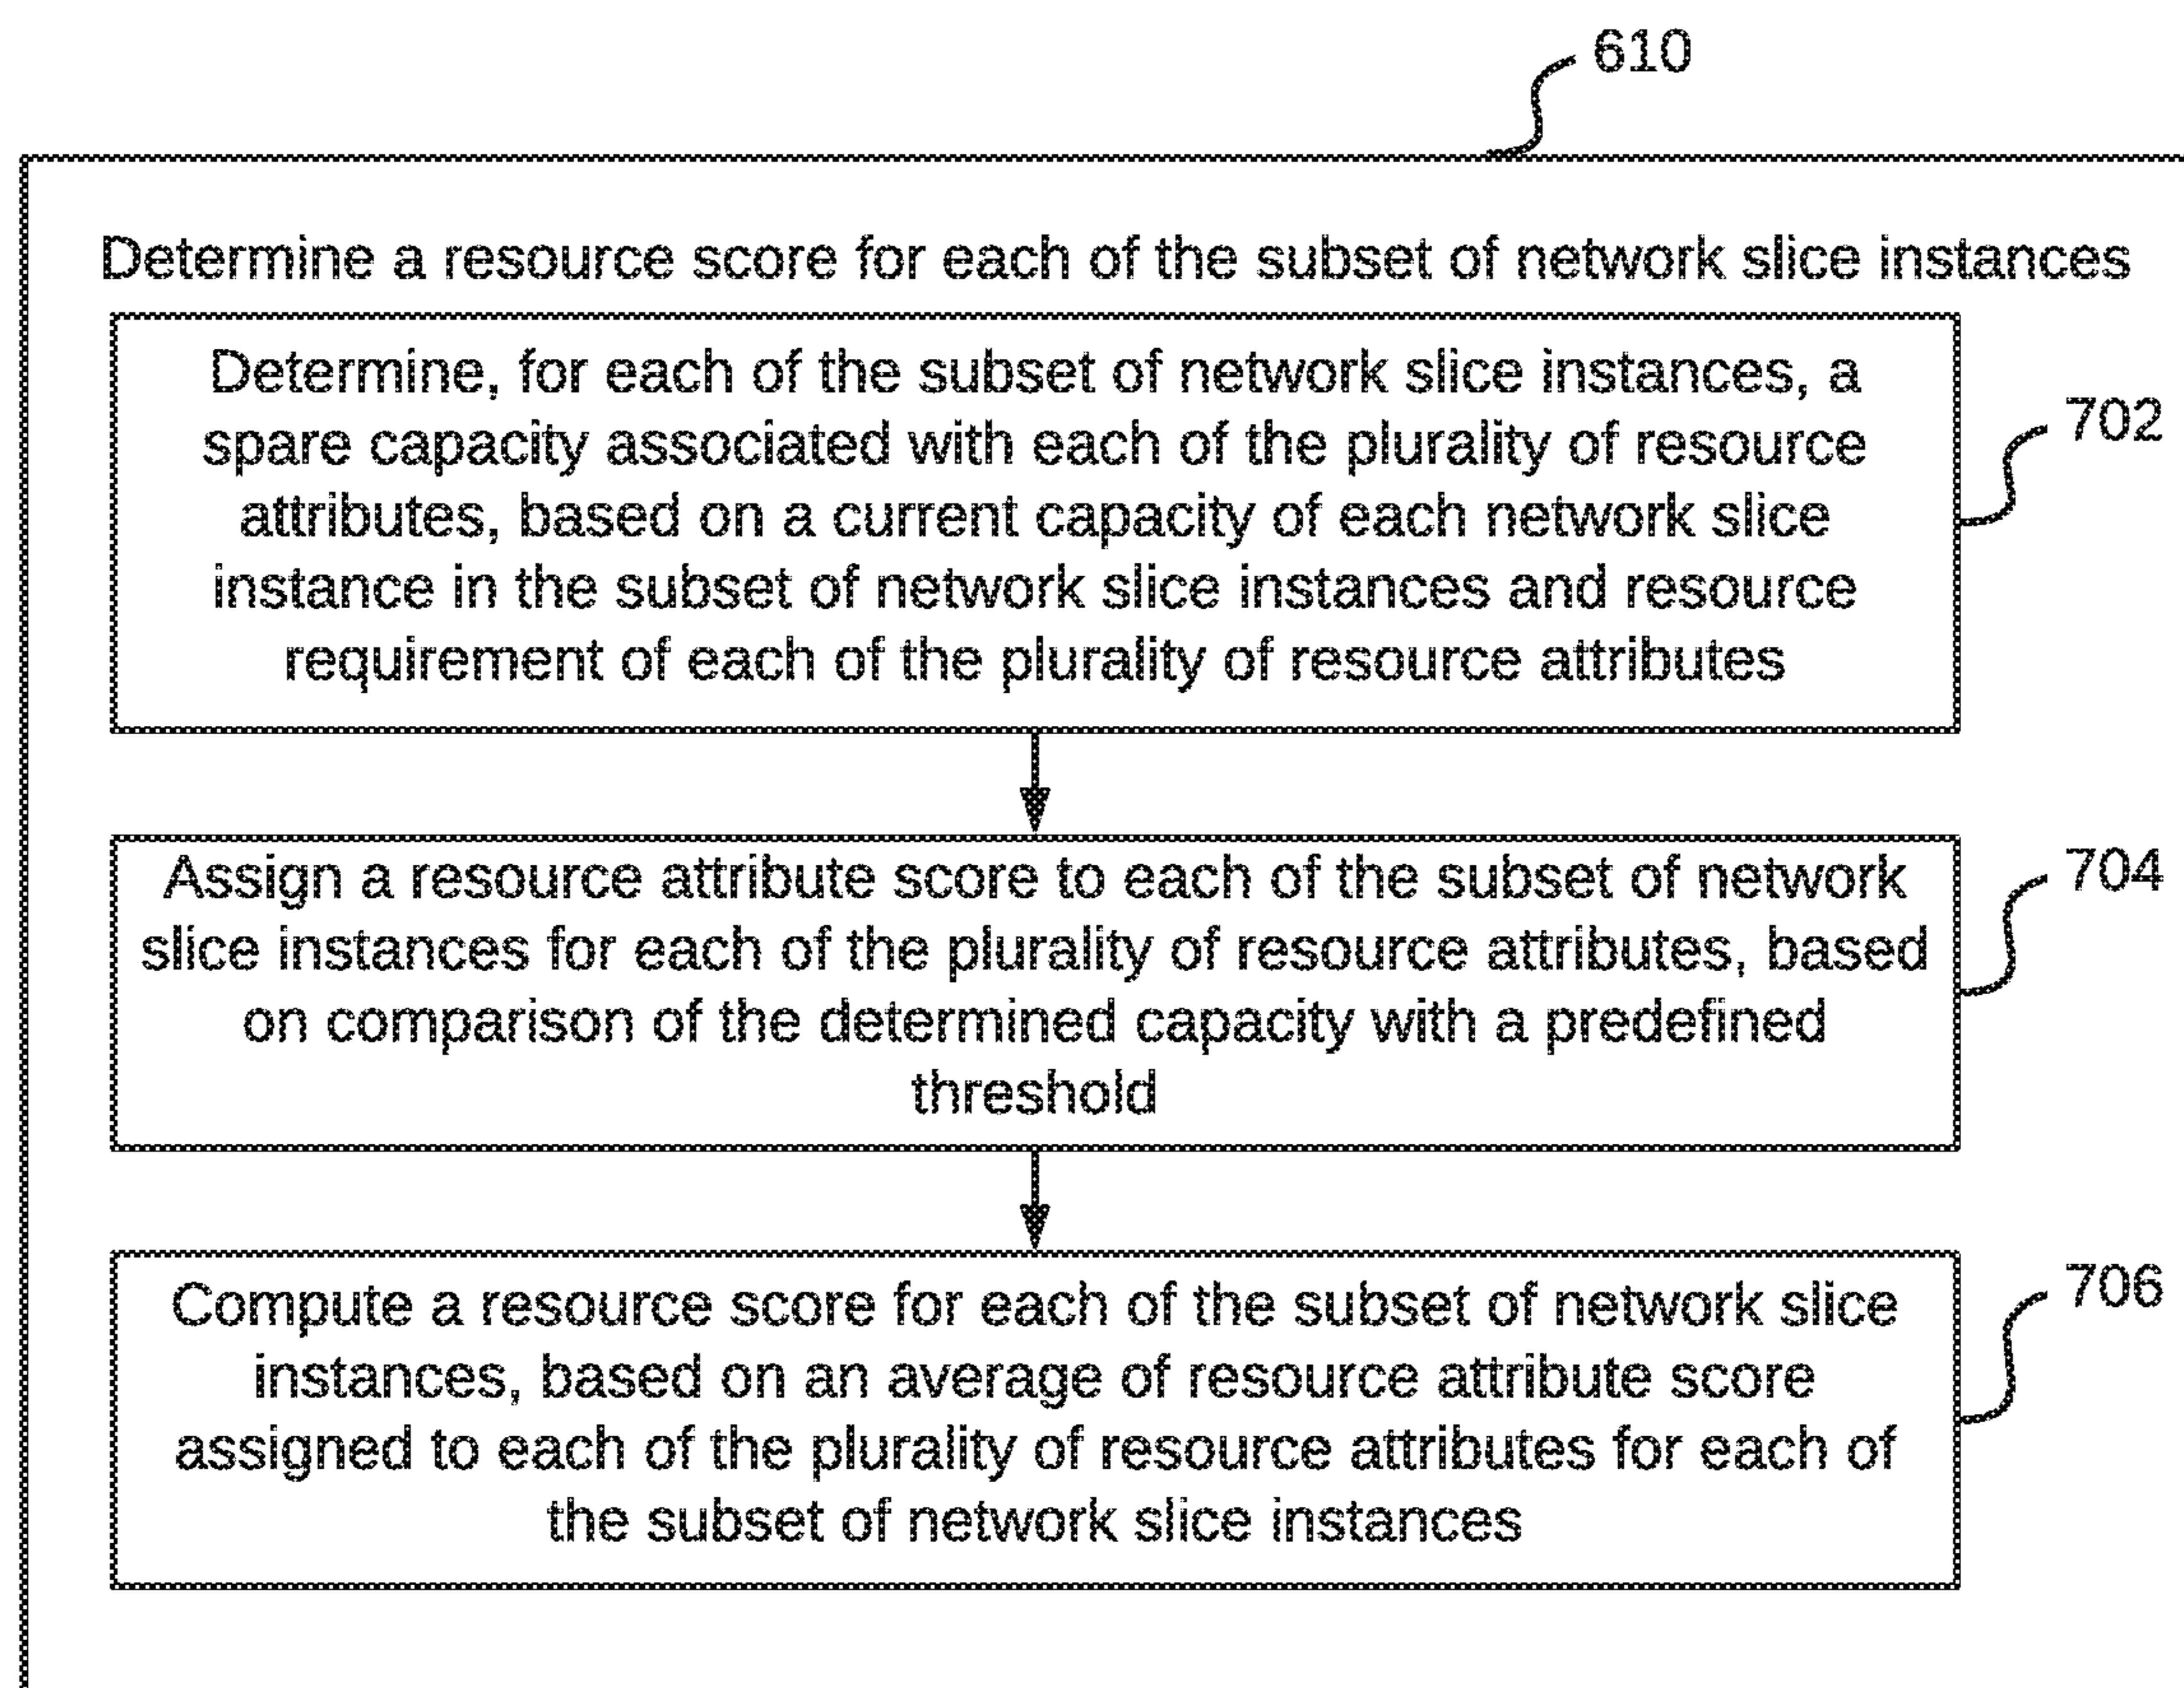 610
Determine a resource score for each of the subset of network slice instances
Determine, for each of the subset of network slice instances, a
spare capacity associated with each of the plurality of resource
attributes, based on a current capacity of each network slice
instance in the subset of network slice instances and resource
requirement of each of the plurality of resource attributes
702
Assign a resource attribute score to each of the subset of network
slice instances for each of the plurality of resource attributes, based
on comparison of the determined capacity with a predefined
threshold
704
Compute a resource score for each of the subset of network slice
instances, based on an average of resource attribute score
assigned to each of the plurality of resource attributes for each of
the subset of network slice instances
706